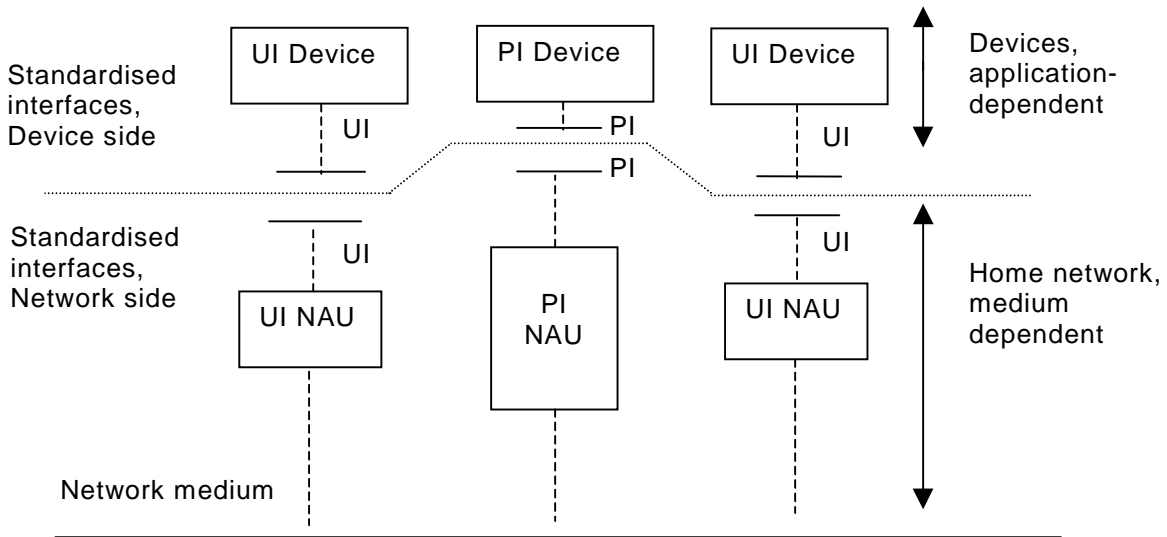 UI Device
PI Device
UI Device
Devices,
application-
dependent
Standardised
interfaces,
Device side
UI
PI
UI
PI
Standardised
interfaces,
Network side
UI
UI
UI NAU
PI
NAU
UI NAU
Home network,
medium
dependent
Network medium